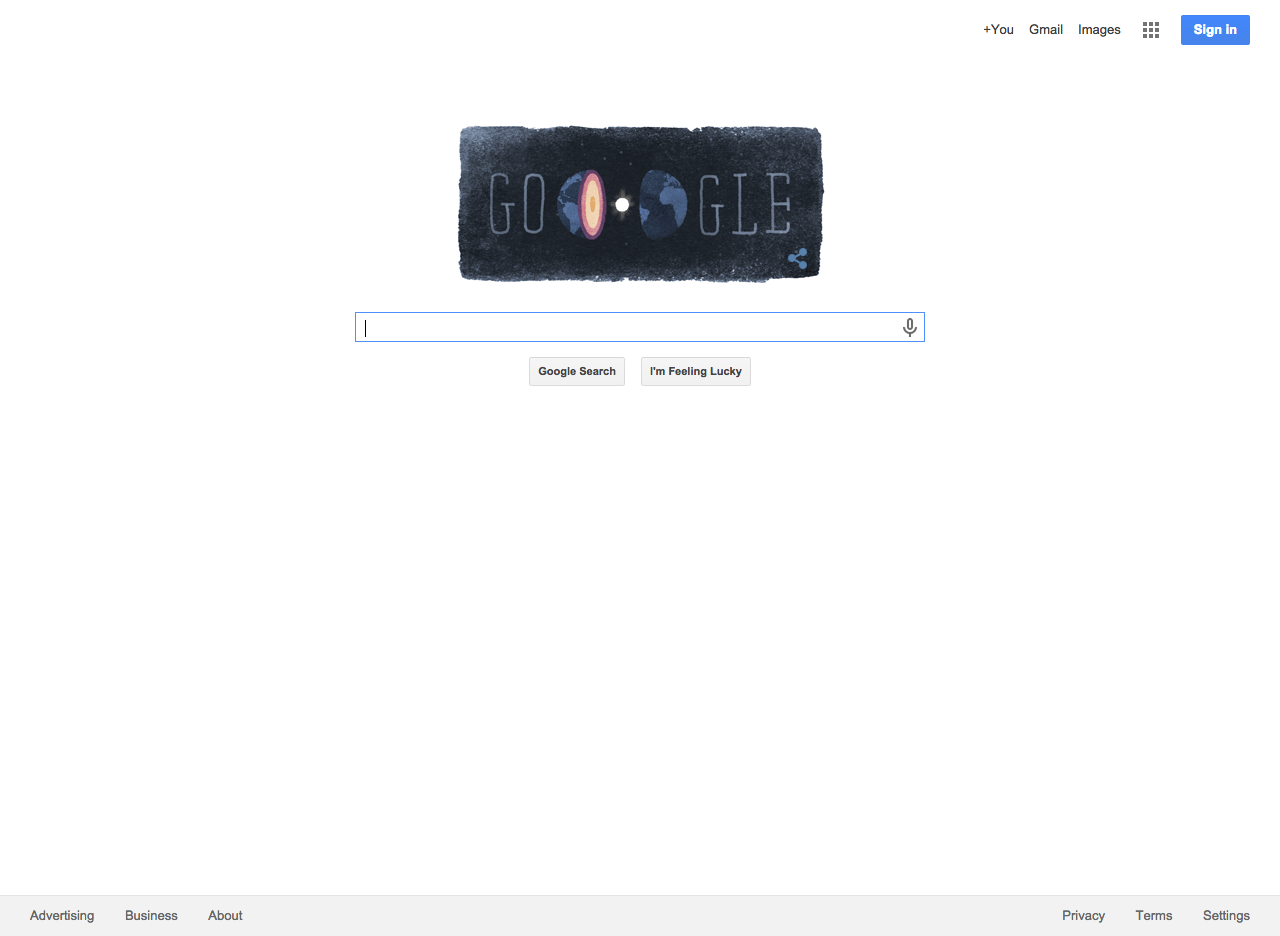 +You Gmail Images Sign in
GO GLE
Google Search I'm Feeling Lucky
Advertising Business About Privacy Terms Settings